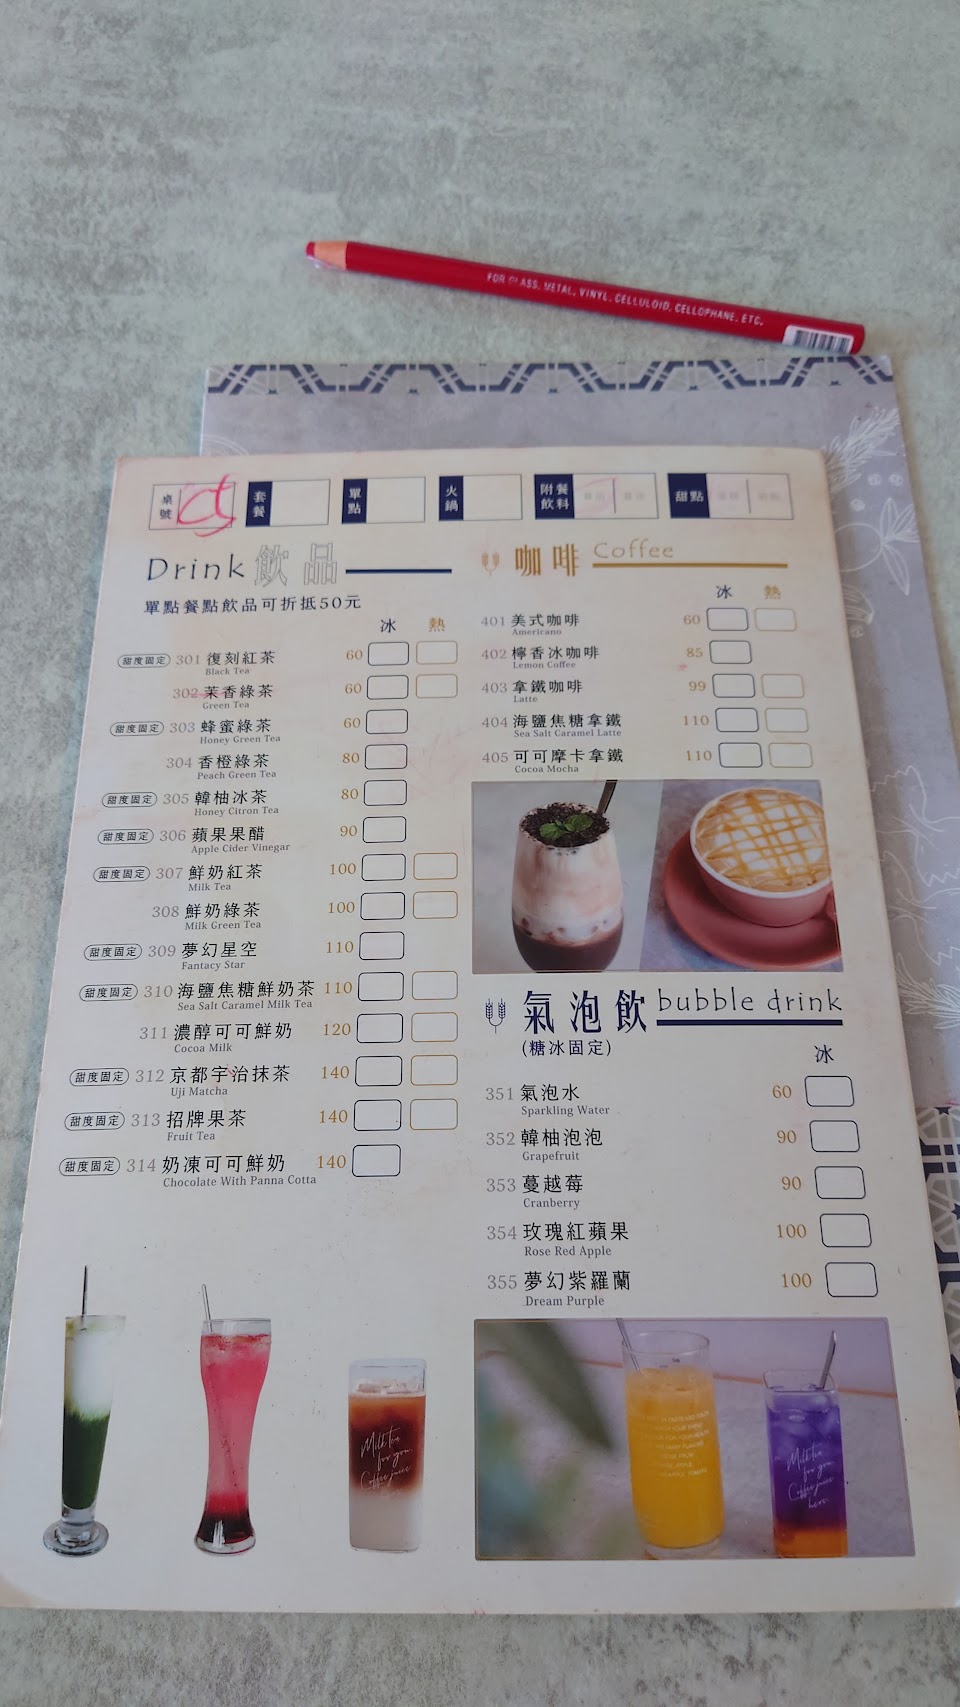 FOR GLASS, METAL, VINYL, CELLULOID, CELLOPHANE, ETC.
桌號
套餐
單點
火鍋
附餐飲料
甜點
Drink 飲品
單點餐點飲品可折抵50元
冰 熱
甜度固定 301 復刻紅茶 60
Black Tea
302 茉香綠茶 60
Green Tea
甜度固定 303 蜂蜜綠茶 60
Honey Green Tea
304 香橙綠茶 80
Peach Green Tea
甜度固定 305 韓柚冰茶 80
Honey Citron Tea
甜度固定 306 蘋果果醋 90
Apple Cider Vinegar
甜度固定 307 鮮奶紅茶 100
Milk Tea
308 鮮奶綠茶 100
Milk Green Tea
甜度固定 309 夢幻星空 110
Fantacy Star
甜度固定 310 海鹽焦糖鮮奶茶 110
Sea Salt Caramel Milk Tea
311 濃醇可可鮮奶 120
Cocoa Milk
甜度固定 312 京都宇治抹茶 140
Uji Matcha
甜度固定 313 招牌果茶 140
Fruit Tea
甜度固定 314 奶凍可可鮮奶 140
Chocolate With Panna Cotta
咖啡 Coffee
冰 熱
401 美式咖啡 60
Americano
402 檸香冰咖啡 85
Lemon Coffee
403 拿鐵咖啡 99
Latte
404 海鹽焦糖拿鐵 110
Sea Salt Caramel Latte
405 可可摩卡拿鐵 110
Cocoa Mocha
氣泡飲 bubble drink
(糖冰固定)
冰
351 氣泡水 60
Sparkling Water
352 韓柚泡泡 90
Grapefruit
353 蔓越莓 90
Cranberry
354 玫瑰紅蘋果 100
Rose Red Apple
355 夢幻紫羅蘭 100
Dream Purple
Milk tea
for you
Coffee juice
Milk tea
for you
Coffee juice
here.